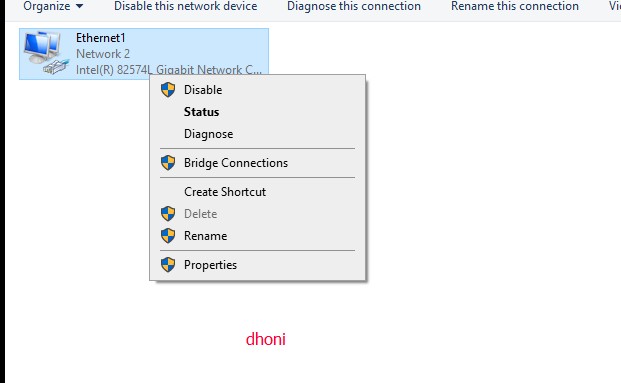 Organize Disable this network device Diagnose this connection Rename this connection
Ethernet1
Network 2
Intel(R) 82574L Gigabit Network C...
Disable
Status
Diagnose
Bridge Connections
Create Shortcut
Delete
Rename
Properties
dhoni